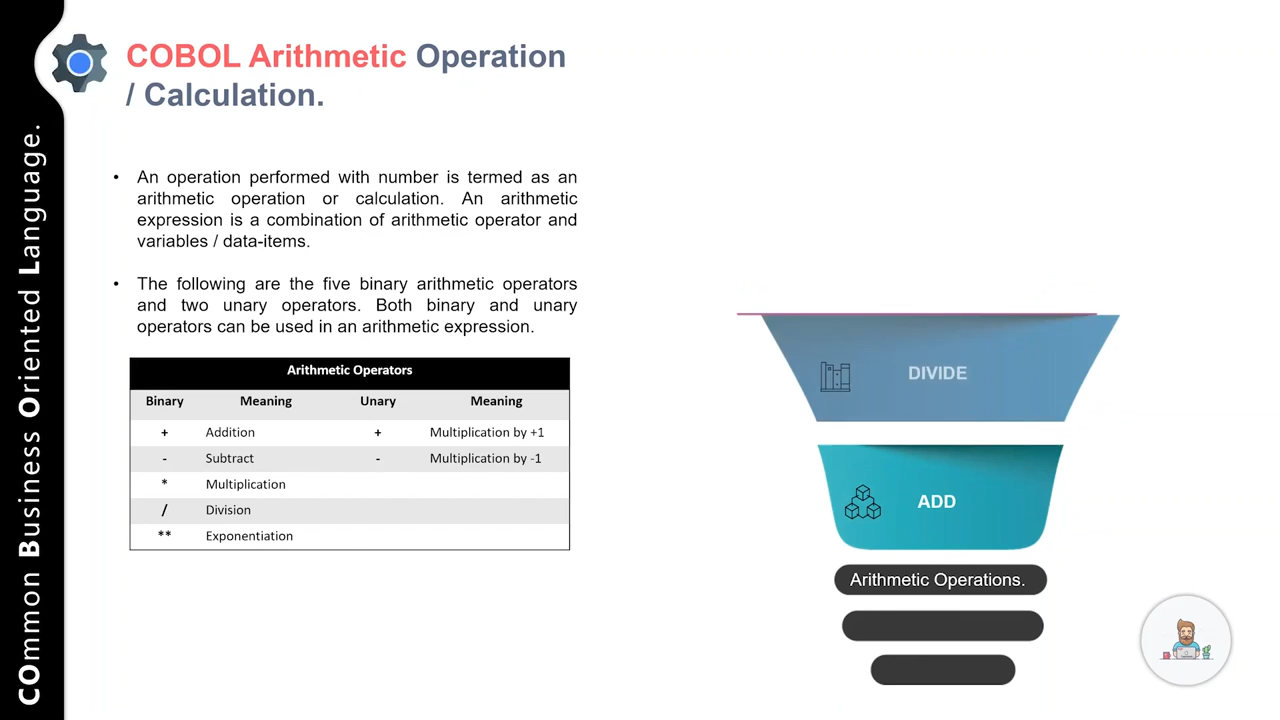 COmmon Business Oriented Language.
COBOL Arithmetic Operation
/ Calculation.
• An operation performed with number is termed as an
arithmetic operation or calculation. An arithmetic
expression is a combination of arithmetic operator and
variables / data-items.
• The following are the five binary arithmetic operators
and two unary operators. Both binary and unary
operators can be used in an arithmetic expression.
Arithmetic Operators
Binary Meaning Unary Meaning
+ Addition + Multiplication by +1
- Subtract - Multiplication by -1
* Multiplication
/ Division
** Exponentiation
DIVIDE
ADD
Arithmetic Operations.